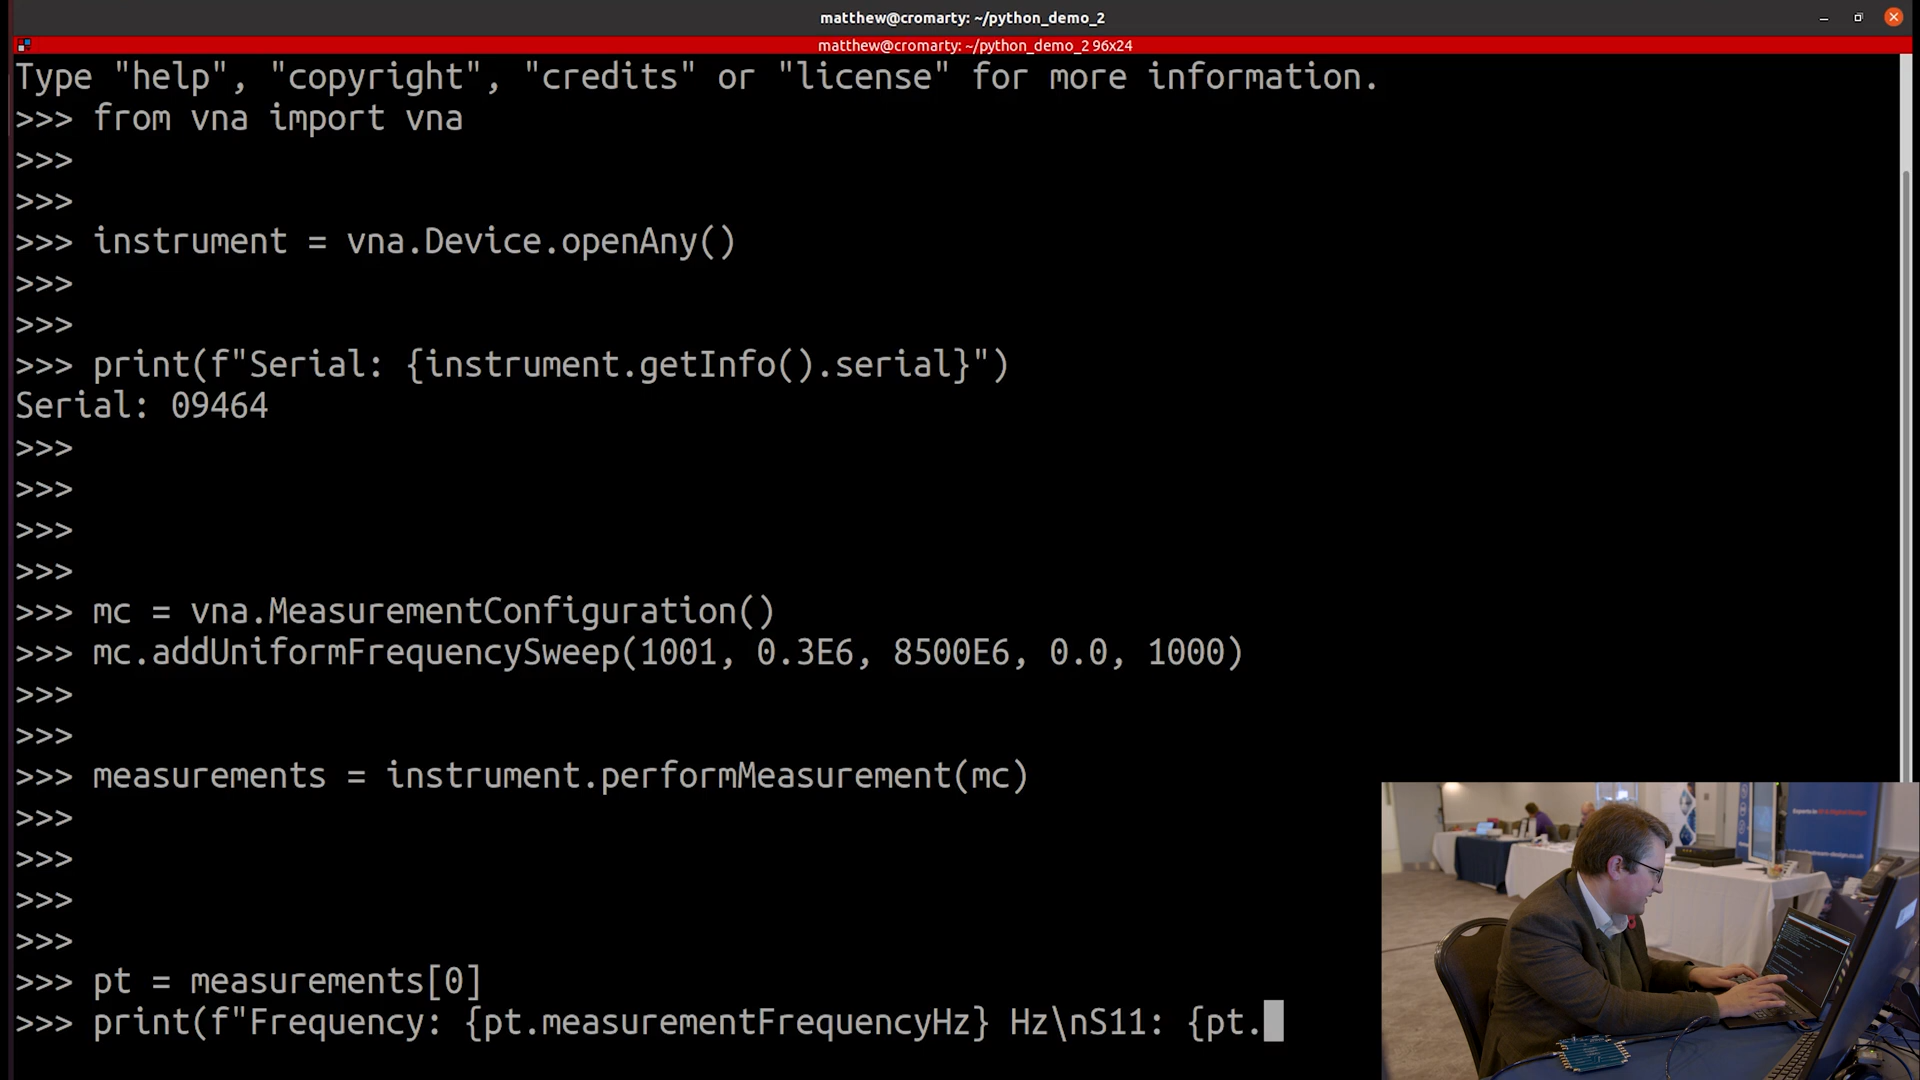 matthew@cromarty: ~/python_demo_2
matthew@cromarty: ~/python_demo_2 96x24
Type "help", "copyright", "credits" or "license" for more information.
>>> from vna import vna
>>>
>>>
>>> instrument = vna.Device.openAny()
>>>
>>>
>>> print(f"Serial: {instrument.getInfo().serial}")
Serial: 09464
>>>
>>>
>>>
>>>
>>> mc = vna.MeasurementConfiguration()
>>> mc.addUniformFrequencySweep(1001, 0.3E6, 8500E6, 0.0, 1000)
>>>
>>>
>>> measurements = instrument.performMeasurement(mc)
>>>
>>>
>>>
>>>
>>> pt = measurements[0]
>>> print(f"Frequency: {pt.measurementFrequencyHz} Hz\nS11: {pt.